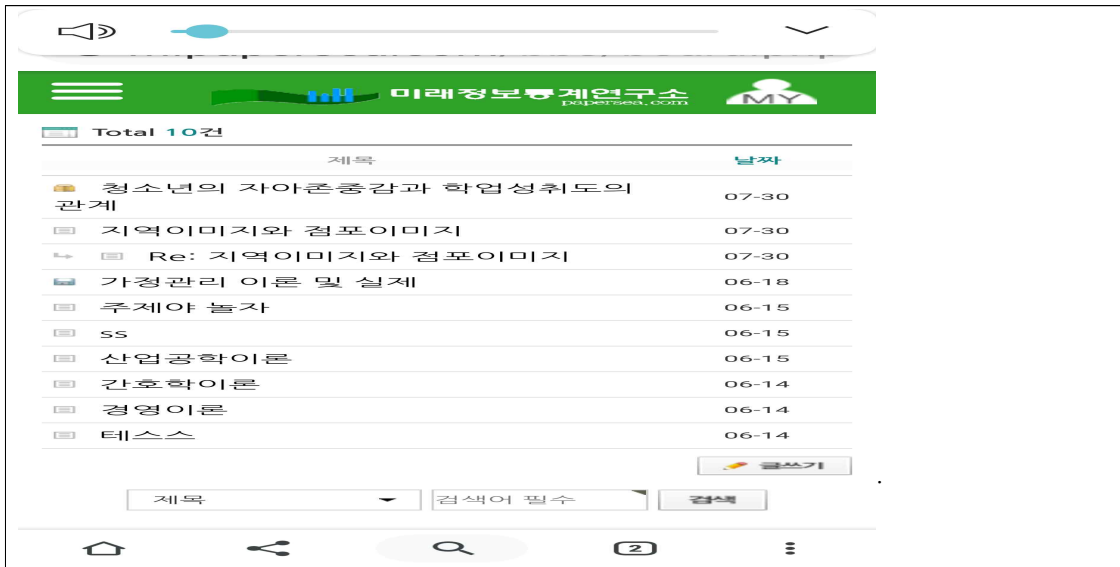 미래정보통계연구소
papersea.com
MY
Total 10건
제목 날짜
청소년의 자아존중감과 학업성취도의
관계 07-30
지역이미지와 점포이미지 07-30
Re: 지역이미지와 점포이미지 07-30
가정관리 이론 및 실제 06-18
주제야 놀자 06-15
ss 06-15
산업공학이론 06-15
간호학이론 06-14
경영이론 06-14
테스스 06-14
글쓰기
제목 검색어 필수 검색
2